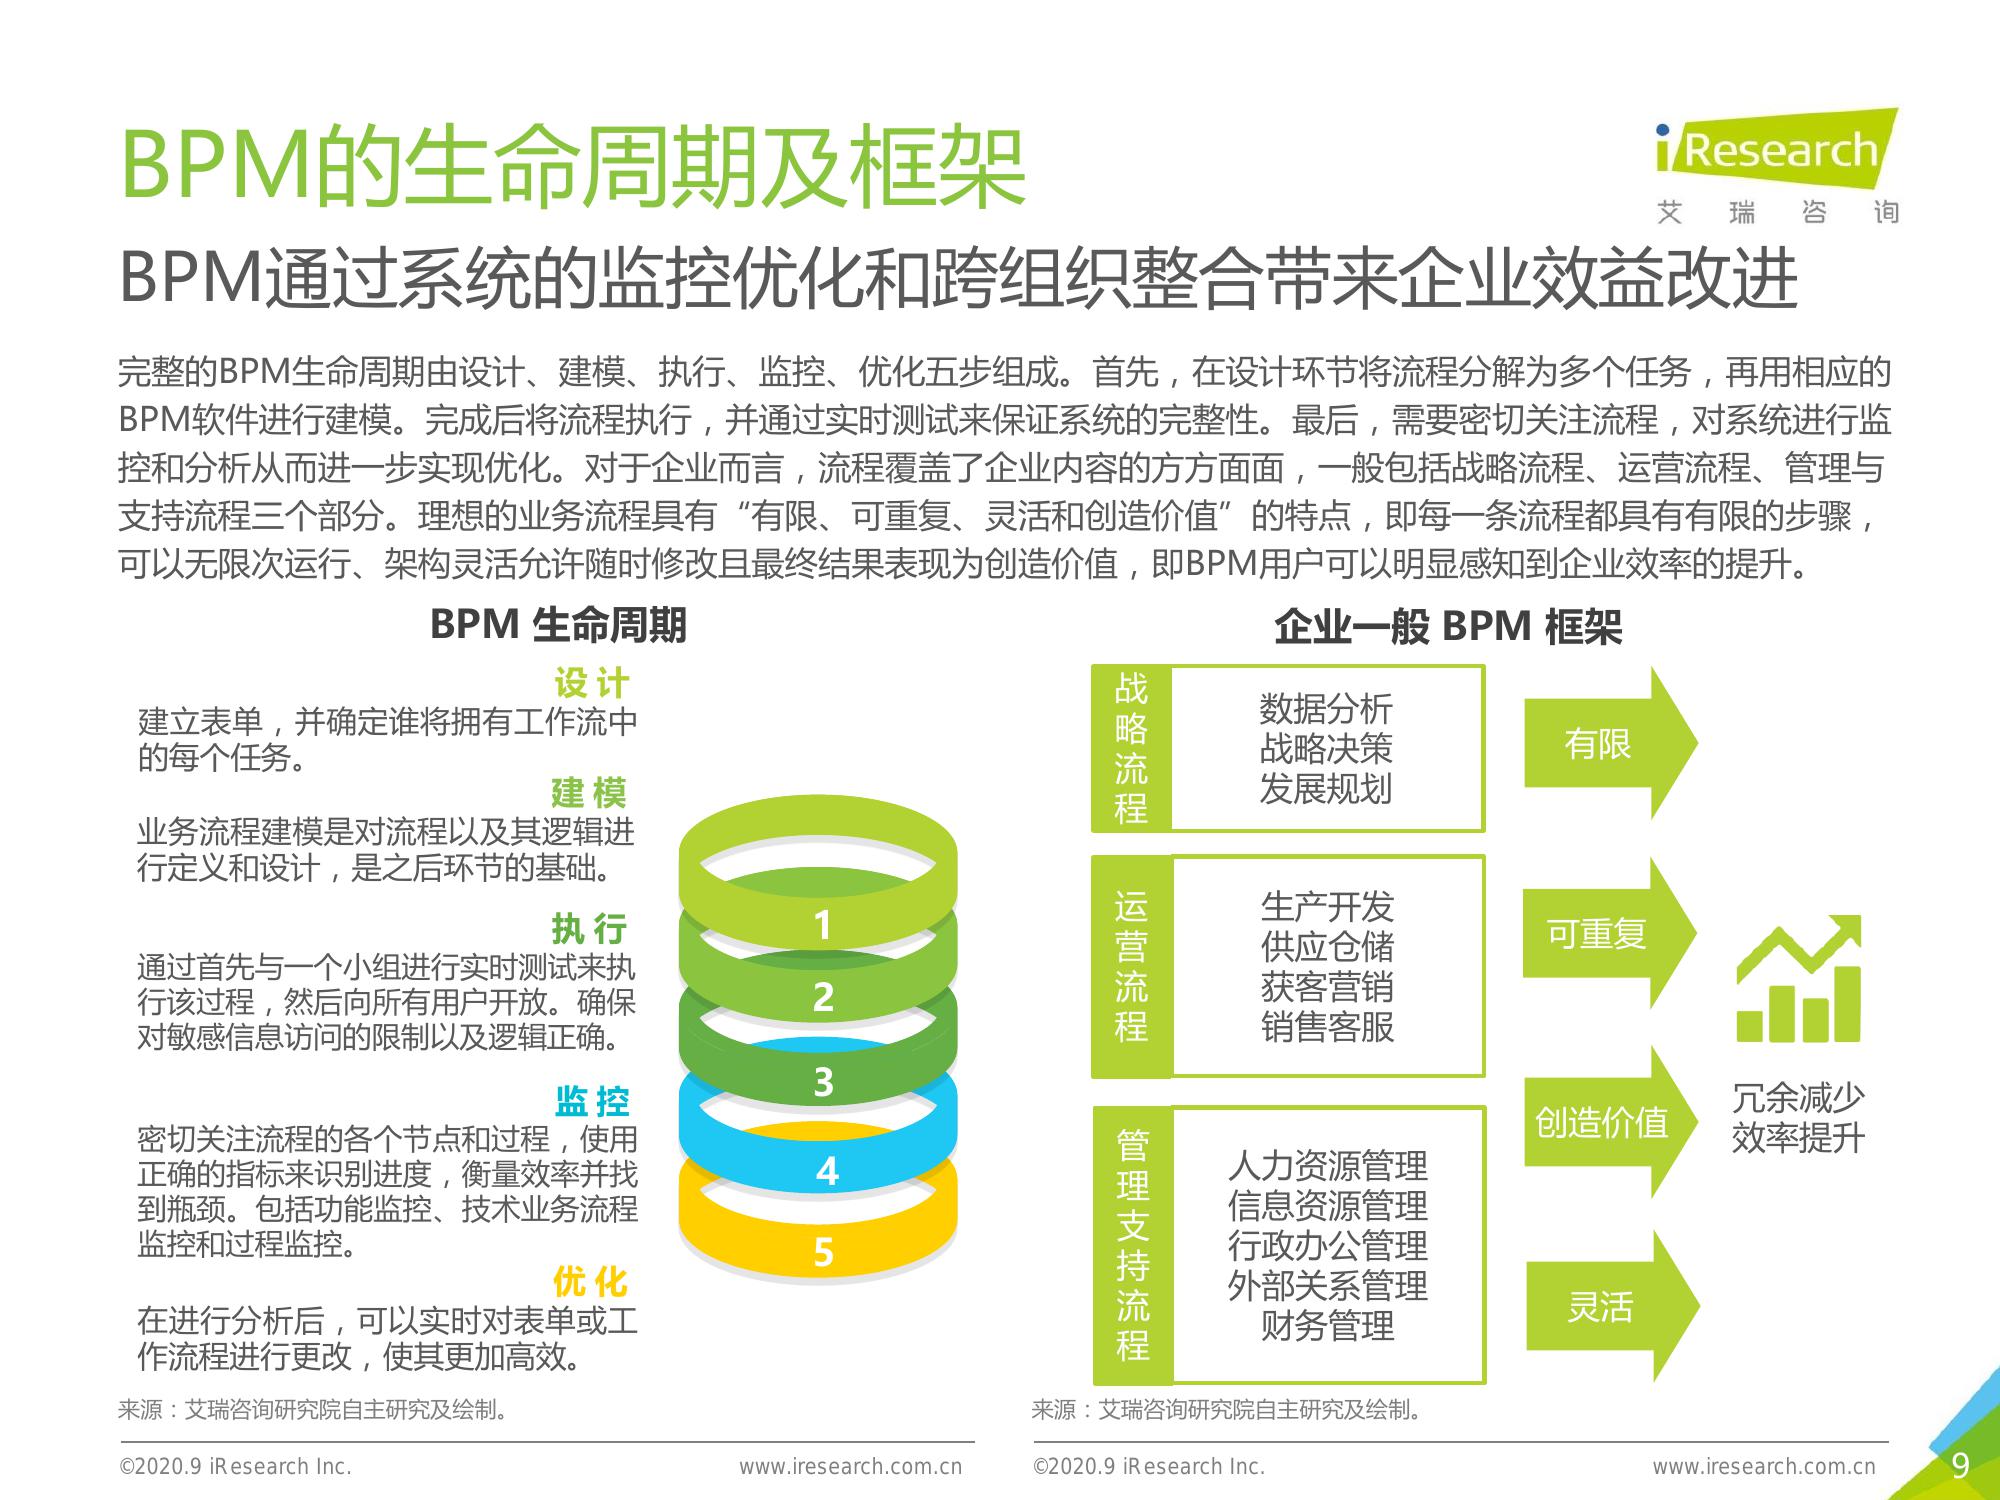 BPM的生命周期及框架
iResearch
艾瑞咨询
BPM通过系统的监控优化和跨组织整合带来企业效益改进
完整的BPM生命周期由设计、建模、执行、监控、优化五步组成。首先，在设计环节将流程分解为多个任务，再用相应的
BPM软件进行建模。完成后将流程执行，并通过实时测试来保证系统的完整性。最后，需要密切关注流程，对系统进行监
控和分析从而进一步实现优化。对于企业而言，流程覆盖了企业内容的方方面面，一般包括战略流程、运营流程、管理与
支持流程三个部分。理想的业务流程具有“有限、可重复、灵活和创造价值”的特点，即每一条流程都具有有限的步骤，
可以无限次运行、架构灵活允许随时修改且最终结果表现为创造价值，即BPM用户可以明显感知到企业效率的提升。
BPM 生命周期
设计
建立表单，并确定谁将拥有工作流中
的每个任务。
建模
业务流程建模是对流程以及其逻辑进
行定义和设计，是之后环节的基础。
执行
通过首先与一个小组进行实时测试来执
行该过程，然后向所有用户开放。确保
对敏感信息访问的限制以及逻辑正确。
监控
密切关注流程的各个节点和过程，使用
正确的指标来识别进度，衡量效率并找
到瓶颈。包括功能监控、技术业务流程
监控和过程监控。
优化
在进行分析后，可以实时对表单或工
作流程进行更改，使其更加高效。
1
2
3
4
5
来源：艾瑞咨询研究院自主研究及绘制。
企业一般 BPM 框架
战略流程
数据分析
战略决策
发展规划
运营流程
生产开发
供应仓储
获客营销
销售客服
管理支持流程
人力资源管理
信息资源管理
行政办公管理
外部关系管理
财务管理
有限
可重复
创造价值
灵活
冗余减少
效率提升
来源：艾瑞咨询研究院自主研究及绘制。
©2020.9 iResearch Inc.
www.iresearch.com.cn
©2020.9 iResearch Inc.
www.iresearch.com.cn
9